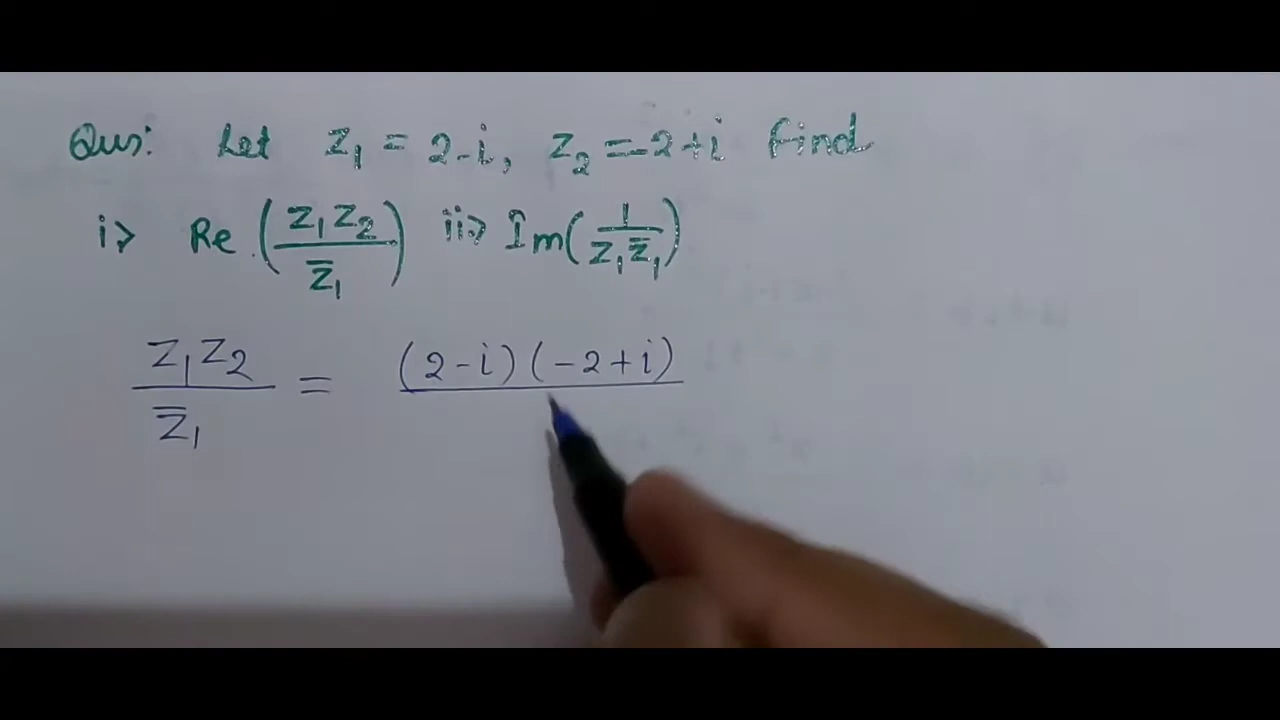 Qus: Let z₁ = 2-i, z₂ = -2+i Find
i> Re (z₁z₂/z̄₁) ii> Im(1/z₁z̄₁)
z₁z₂/z̄₁ = (2-i)(-2+i)